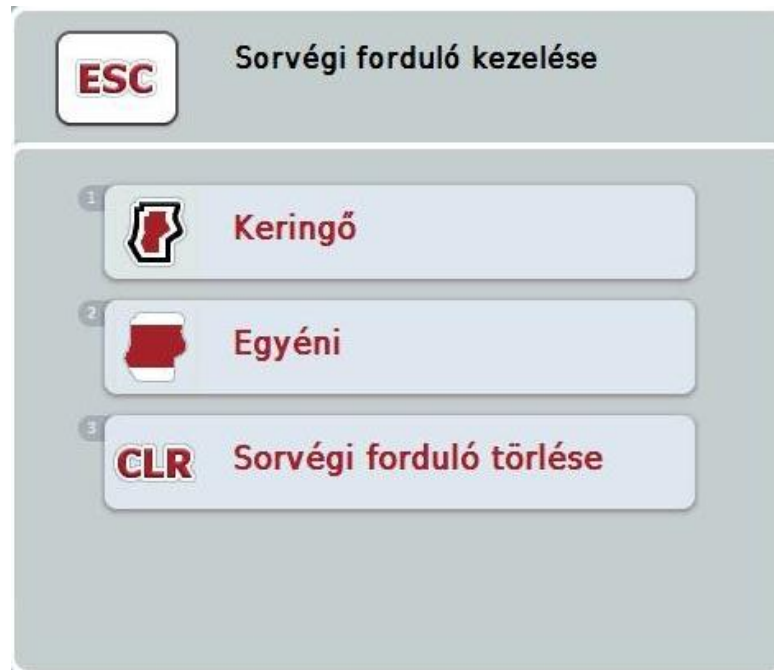 ESC
Sorvégi forduló kezelése
1
Keringő
2
Egyéni
3
CLR
Sorvégi forduló törlése